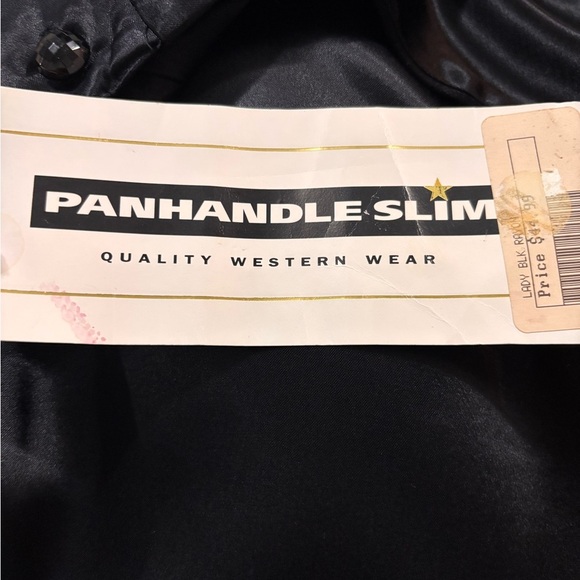 PANHANDLE SLIM
QUALITY WESTERN WEAR
LADY BLK
Price